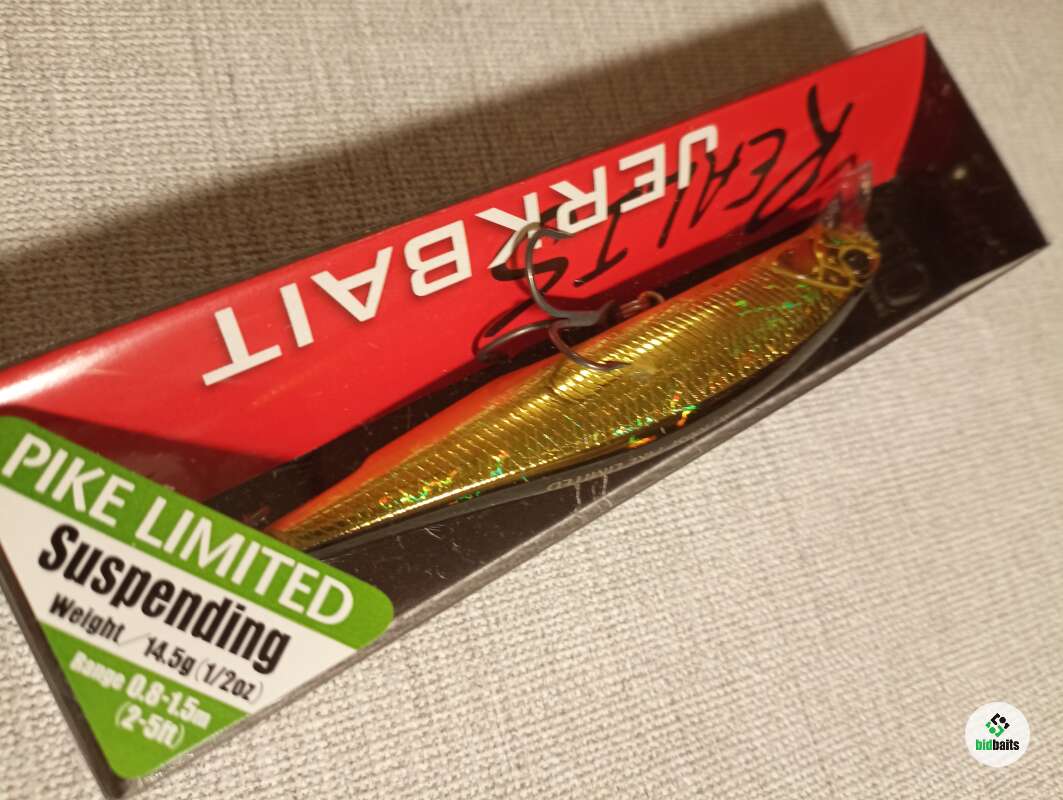 REALIS
JERKBAIT
PIKE LIMITED
Suspending
Weight / 14.5g (1/2oz)
Range 0.8-1.5m
(2-5ft)
bidbaits